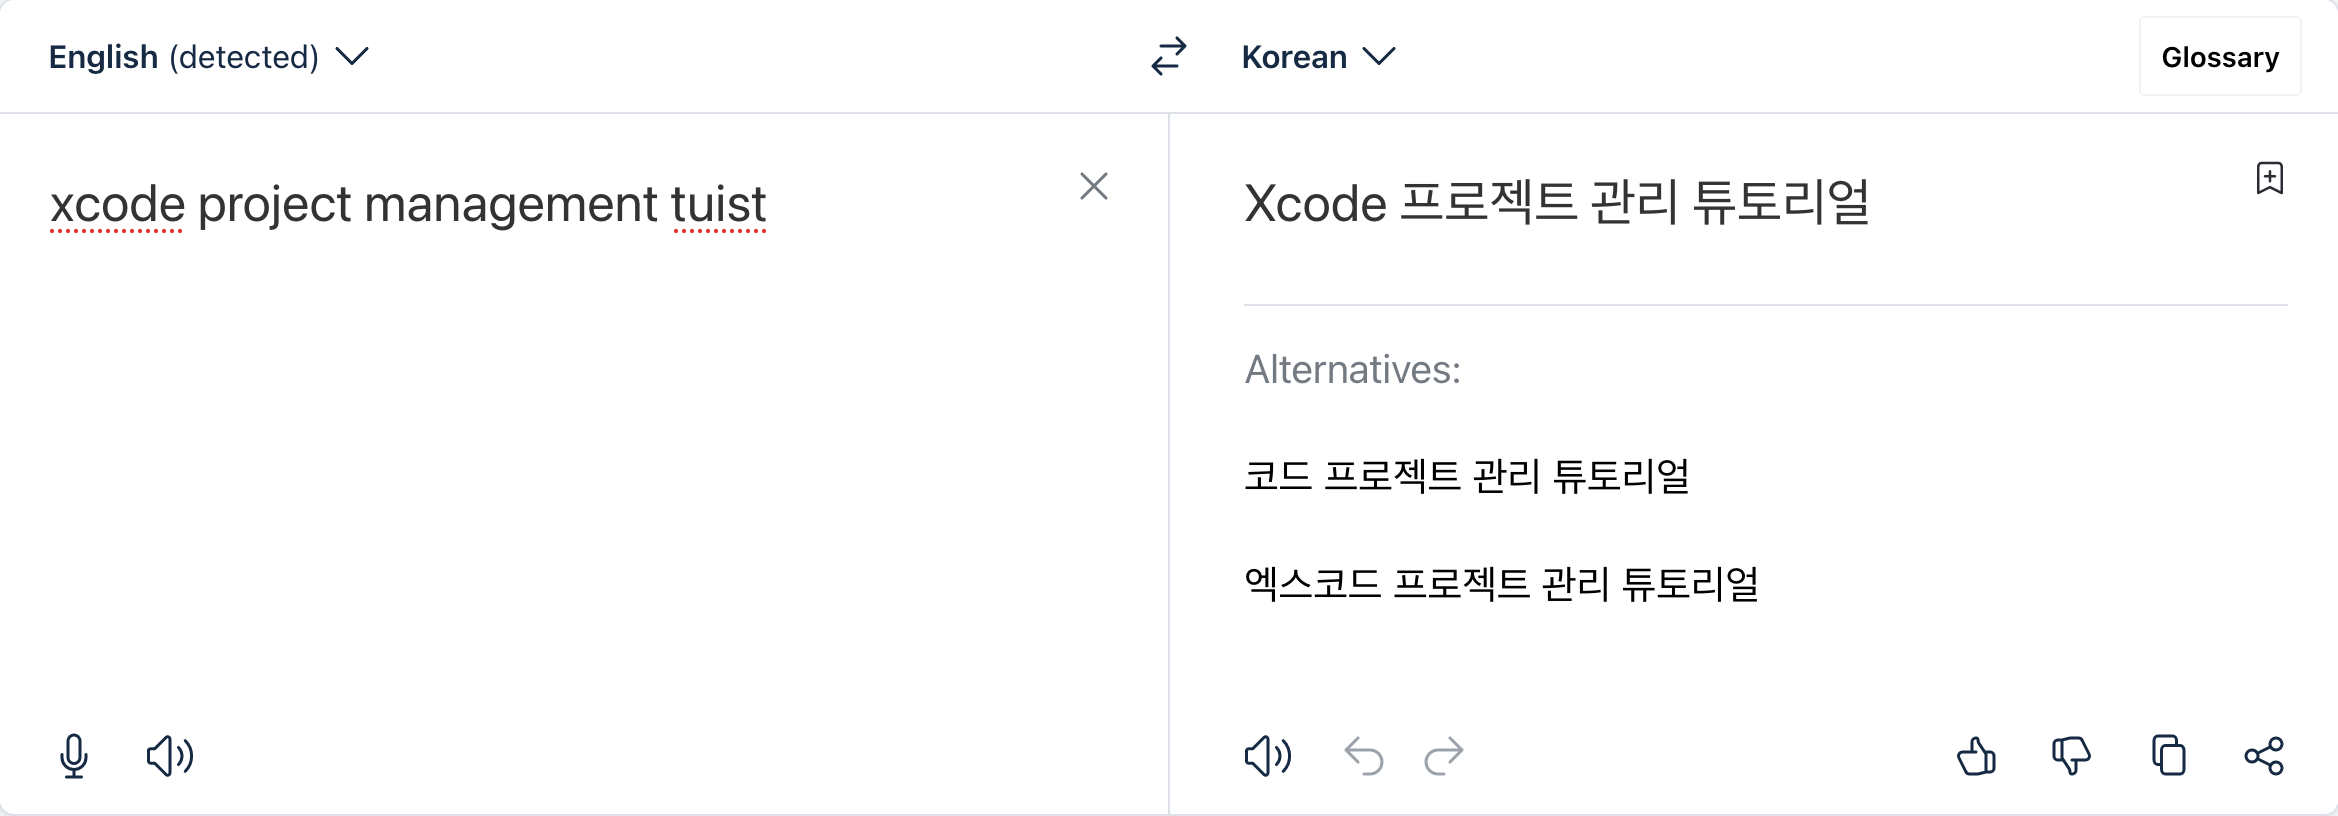 English (detected)
Korean
Glossary
xcode project management tuist
Xcode 프로젝트 관리 튜토리얼
Alternatives:
코드 프로젝트 관리 튜토리얼
엑스코드 프로젝트 관리 튜토리얼